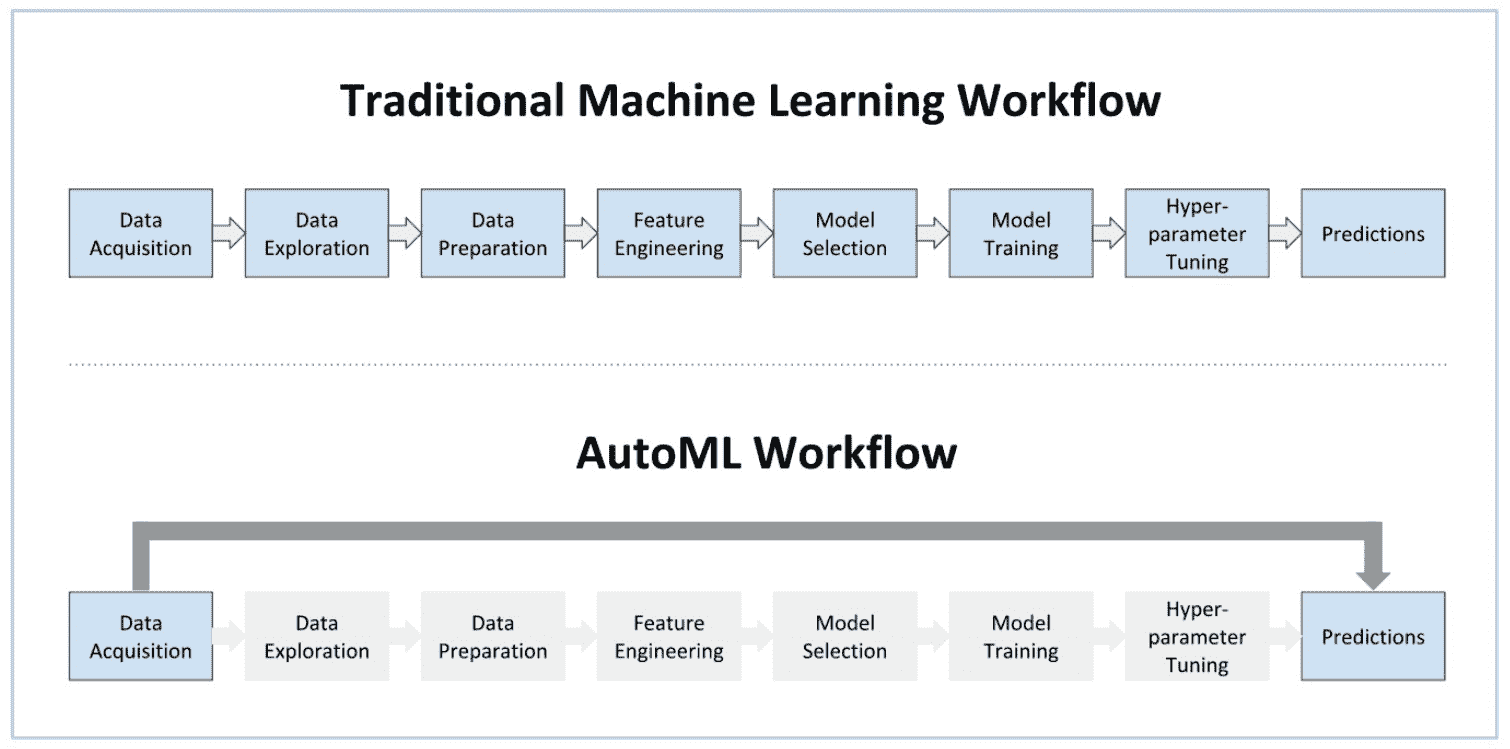 Traditional Machine Learning Workflow
Data
Acquisition
Data
Exploration
Data
Preparation
Feature
Engineering
Model
Selection
Model
Training
Hyper-
parameter
Tuning
Predictions
AutoML Workflow
Data
Acquisition
Data
Exploration
Data
Preparation
Feature
Engineering
Model
Selection
Model
Training
Hyper-
parameter
Tuning
Predictions